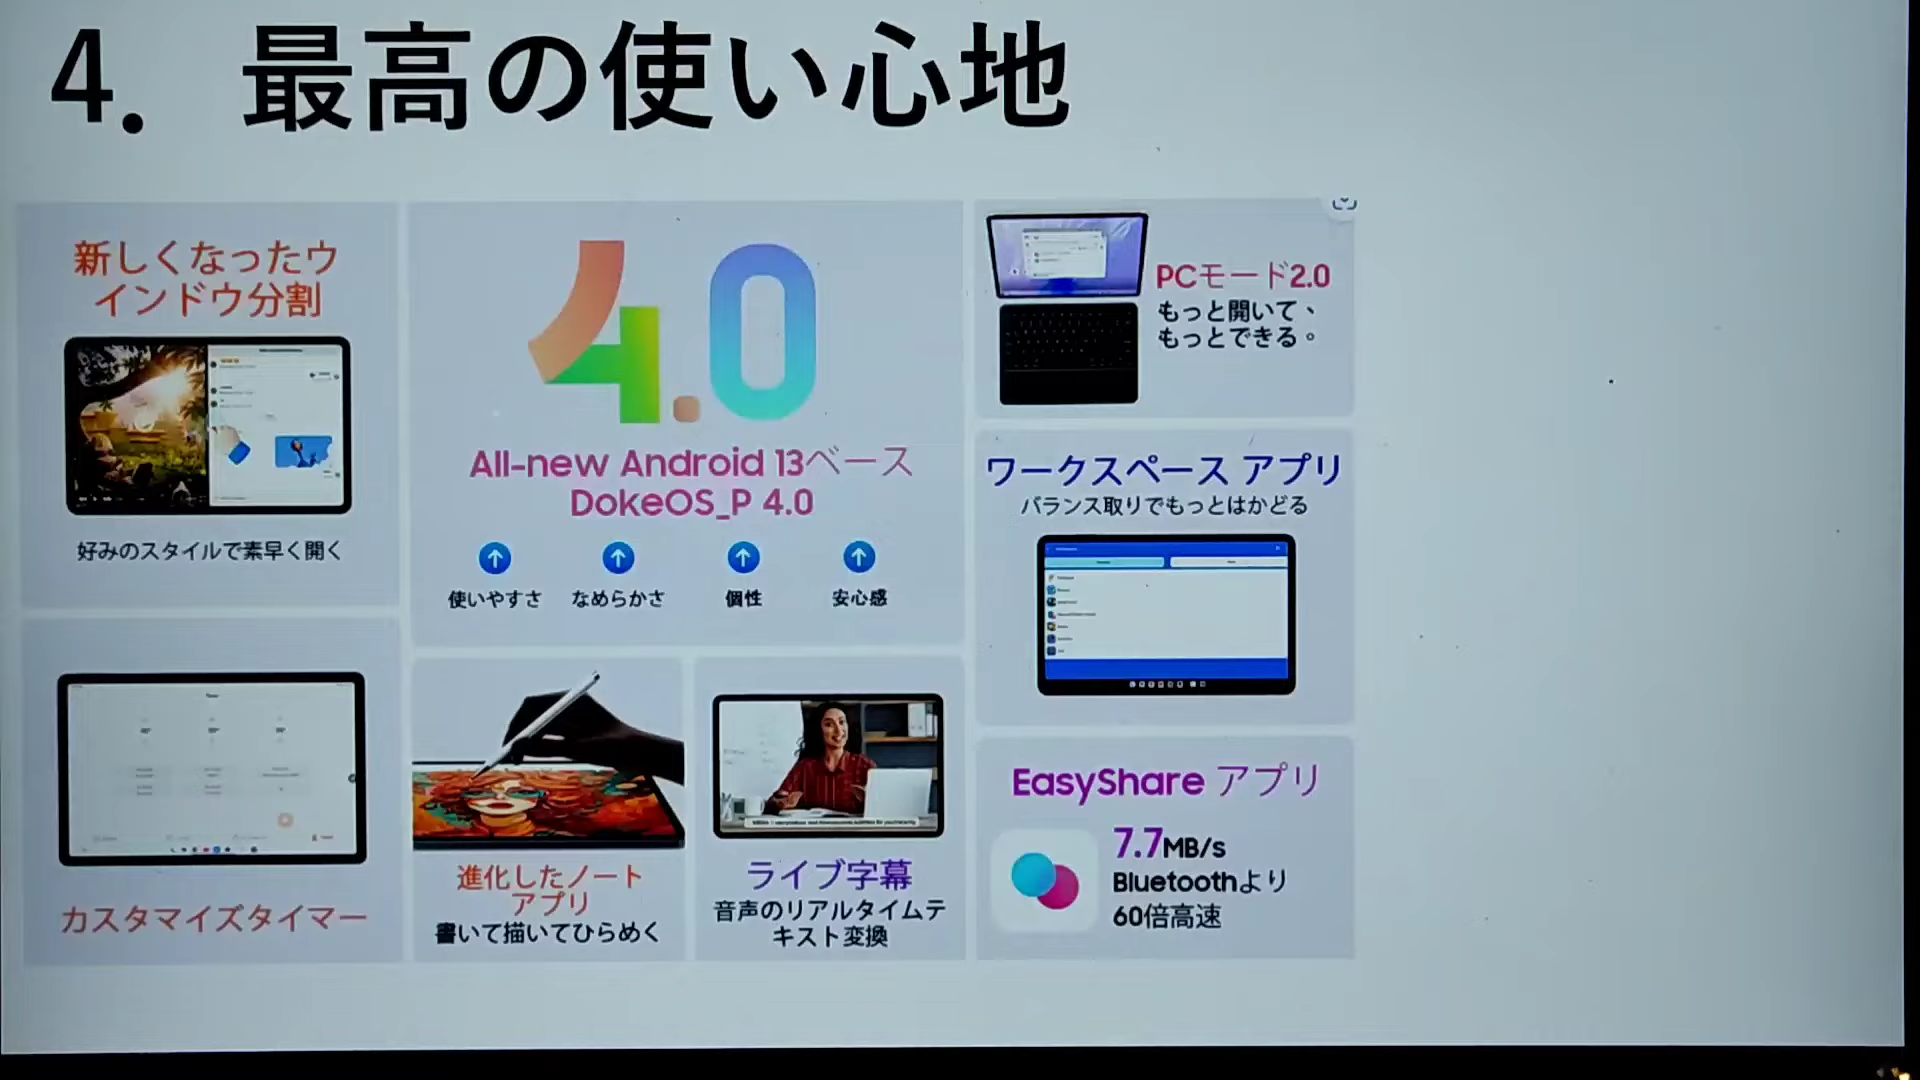 4. 最高の使い心地
新しくなったウ
インドウ分割
好みのスタイルで素早く開く
カスタマイズタイマー
4.0
All-new Android 13ベース
DokeOS_P 4.0
使いやすさ
なめらかさ
個性
安心感
進化したノート
アプリ
書いて描いてひらめく
ライブ字幕
音声のリアルタイムテ
キスト変換
PCモード2.0
もっと開いて、
もっとできる。
ワークスペース アプリ
バランス取りでもっとはかどる
EasyShare アプリ
7.7MB/s
Bluetoothより
60倍高速